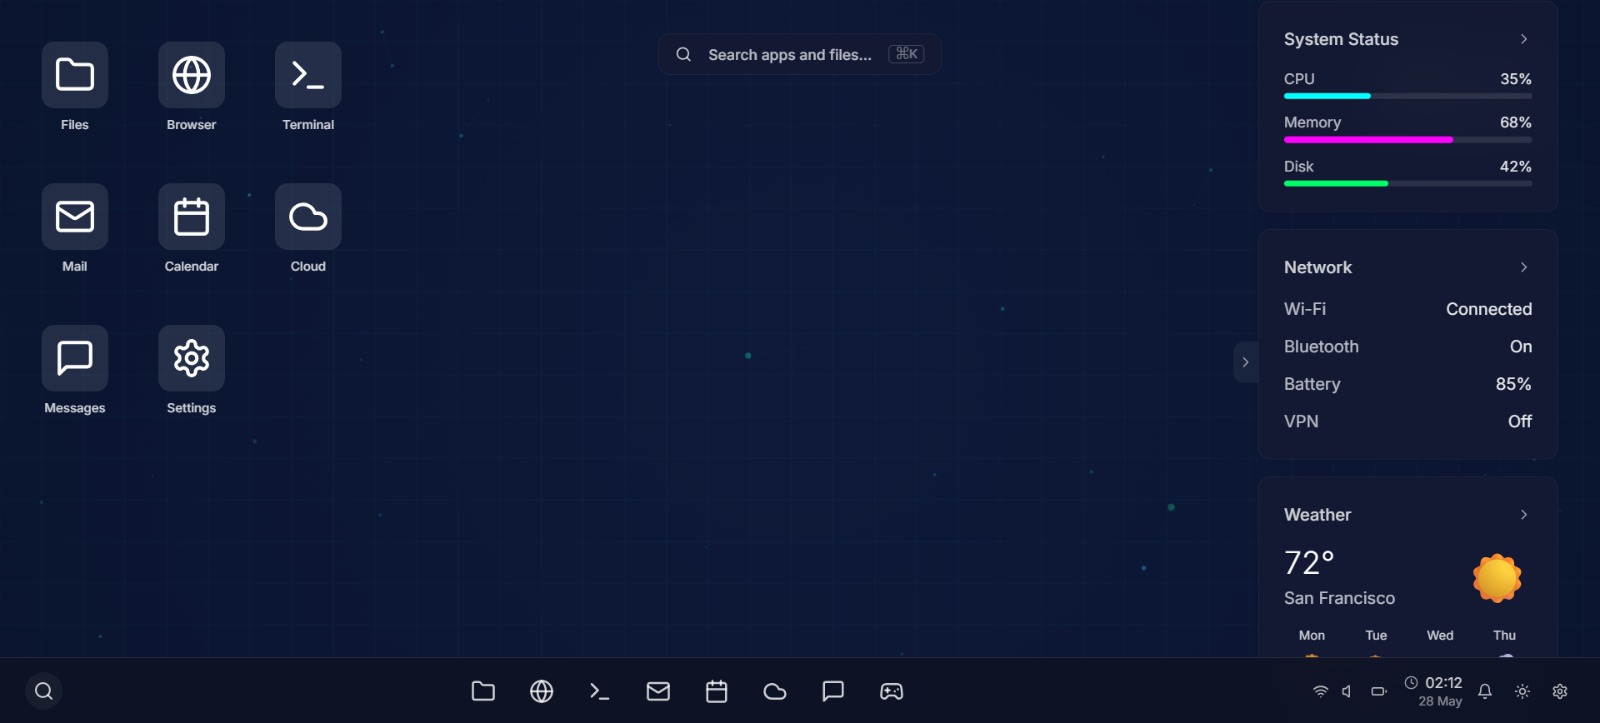 Search apps and files... ⌘K
Files Browser Terminal
Mail Calendar Cloud
Messages Settings
System Status
CPU 35%
Memory 68%
Disk 42%
Network
Wi-Fi Connected
Bluetooth On
Battery 85%
VPN Off
Weather
72°
San Francisco
Mon Tue Wed Thu
02:12
28 May